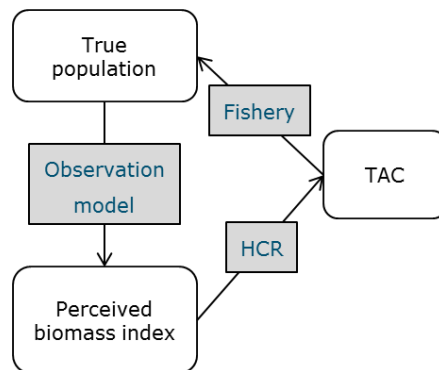 True
population
Fishery
Observation
model
TAC
HCR
Perceived
biomass index